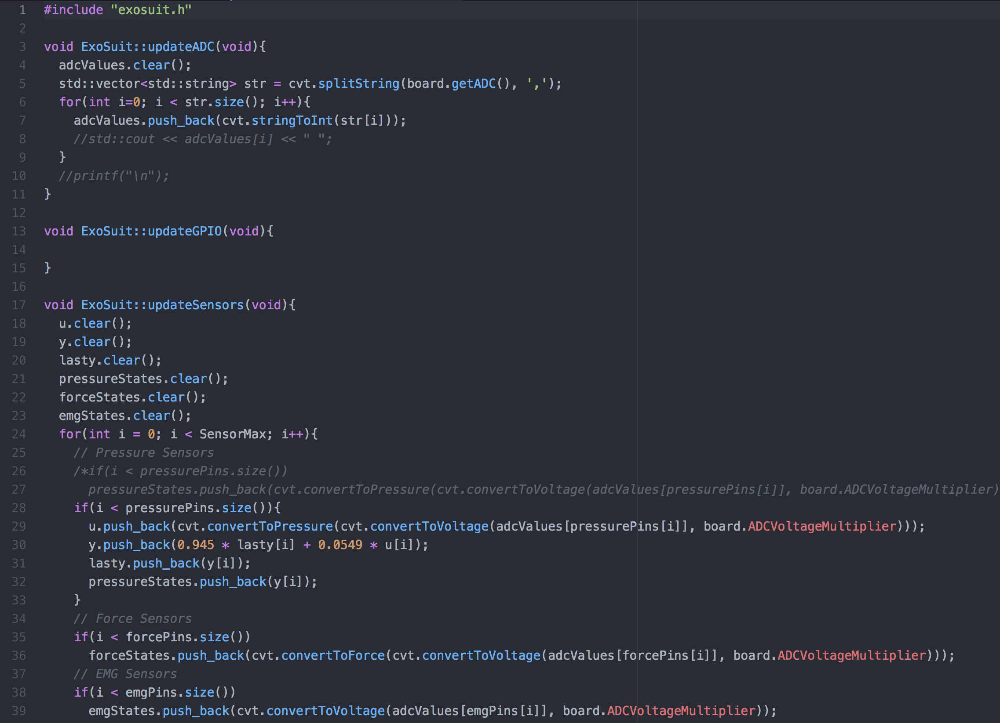 1 #include "exosuit.h"
2
3 void ExoSuit::updateADC(void){
4   adcValues.clear();
5   std::vector<std::string> str = cvt.splitString(board.getADC(), ',');
6   for(int i=0; i < str.size(); i++){
7     adcValues.push_back(cvt.stringToInt(str[i]));
8     //std::cout << adcValues[i] << " ";
9   }
10   //printf("\n");
11 }
12
13 void ExoSuit::updateGPIO(void){
14
15 }
16
17 void ExoSuit::updateSensors(void){
18   u.clear();
19   y.clear();
20   lasty.clear();
21   pressureStates.clear();
22   forceStates.clear();
23   emgStates.clear();
24   for(int i = 0; i < SensorMax; i++){
25     // Pressure Sensors
26     /*if(i < pressurePins.size())
27       pressureStates.push_back(cvt.convertToPressure(cvt.convertToVoltage(adcValues[pressurePins[i]], board.ADCVoltageMultiplier)
28     if(i < pressurePins.size()){
29       u.push_back(cvt.convertToPressure(cvt.convertToVoltage(adcValues[pressurePins[i]], board.ADCVoltageMultiplier)));
30       y.push_back(0.945 * lasty[i] + 0.0549 * u[i]);
31       lasty.push_back(y[i]);
32       pressureStates.push_back(y[i]);
33     }
34     // Force Sensors
35     if(i < forcePins.size())
36       forceStates.push_back(cvt.convertToForce(cvt.convertToVoltage(adcValues[forcePins[i]], board.ADCVoltageMultiplier)));
37     // EMG Sensors
38     if(i < emgPins.size())
39       emgStates.push_back(cvt.convertToVoltage(adcValues[emgPins[i]], board.ADCVoltageMultiplier));